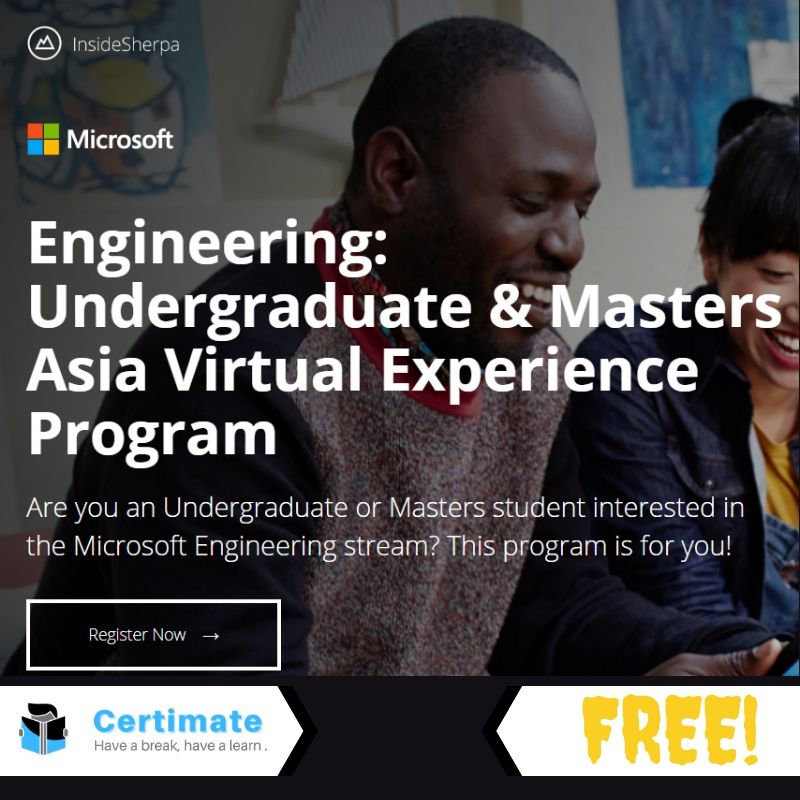 InsideSherpa
Microsoft
Engineering:
Undergraduate & Masters
Asia Virtual Experience
Program
Are you an Undergraduate or Masters student interested in
the Microsoft Engineering stream? This program is for you!
Register Now →
Certimate
Have a break, have a learn.
FREE!